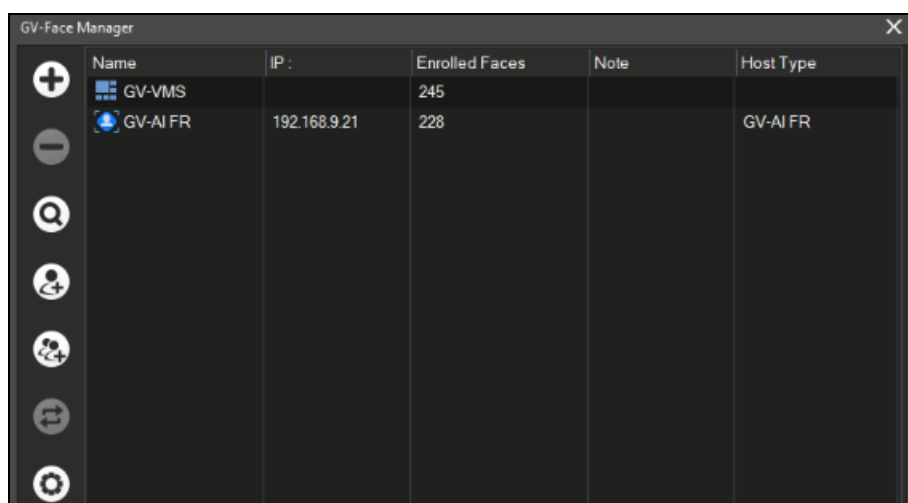 GV-Face Manager
Name IP : Enrolled Faces Note Host Type
GV-VMS 245
GV-AI FR 192.168.9.21 228 GV-AI FR